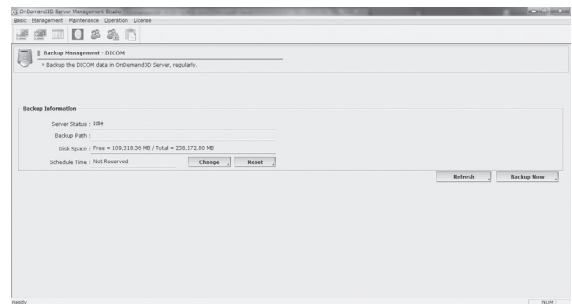 OnDemand3D Server Management Studio
Basic Management Maintenance Operation License
Backup Management - DICOM
* Backup the DICOM data in OnDemand3D Server, regularly.
Backup Information
Server Status : Idle
Backup Path :
Disk Space : Free = 109,318.36 MB / Total = 238,172.00 MB
Schedule Time : Not Reserved Change Reset
Refresh Backup Now
Ready NUM